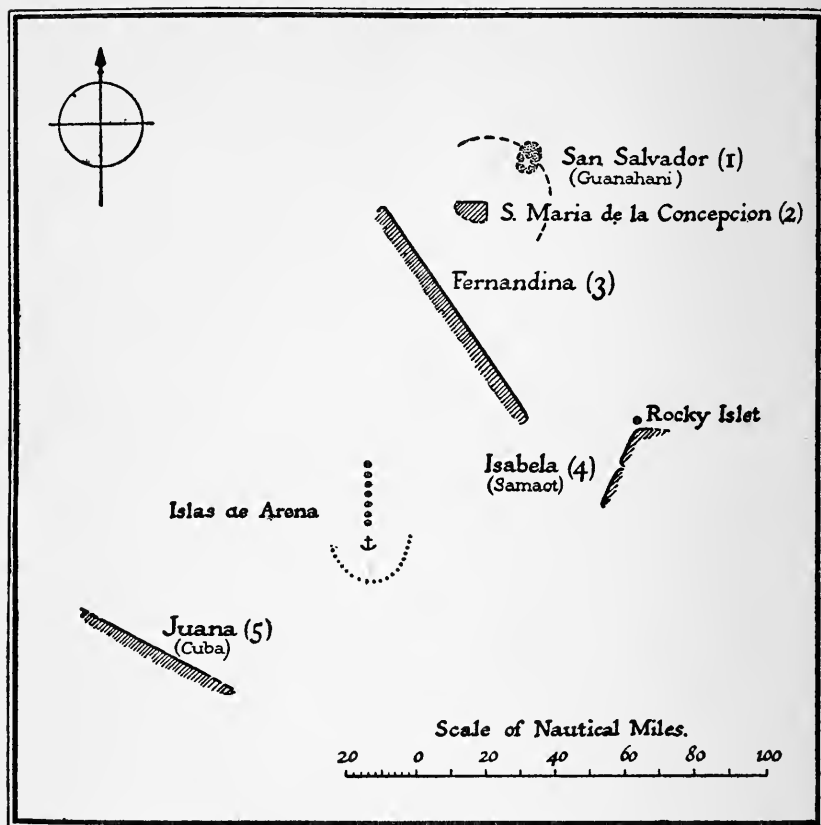 San Salvador (1)
(Guanahani)
S. Maria de la Concepcion (2)
Fernandina (3)
Rocky Islet
Isabela (4)
(Samaot)
Islas de Arena
Juana (5)
(Cuba)
Scale of Nautical Miles.
20 0 20 40 60 80 100